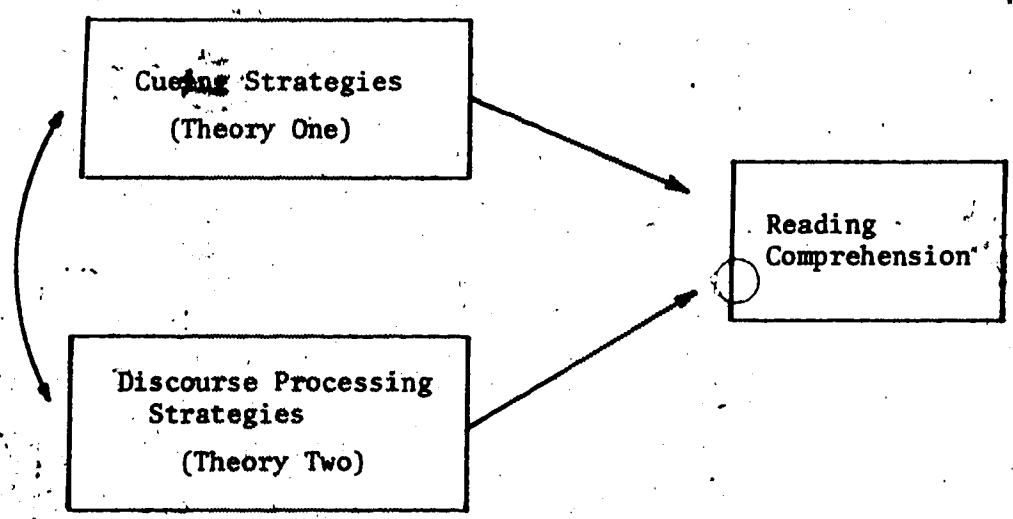 Cueing Strategies
(Theory One)
Reading
Comprehension
Discourse Processing
Strategies
(Theory Two)